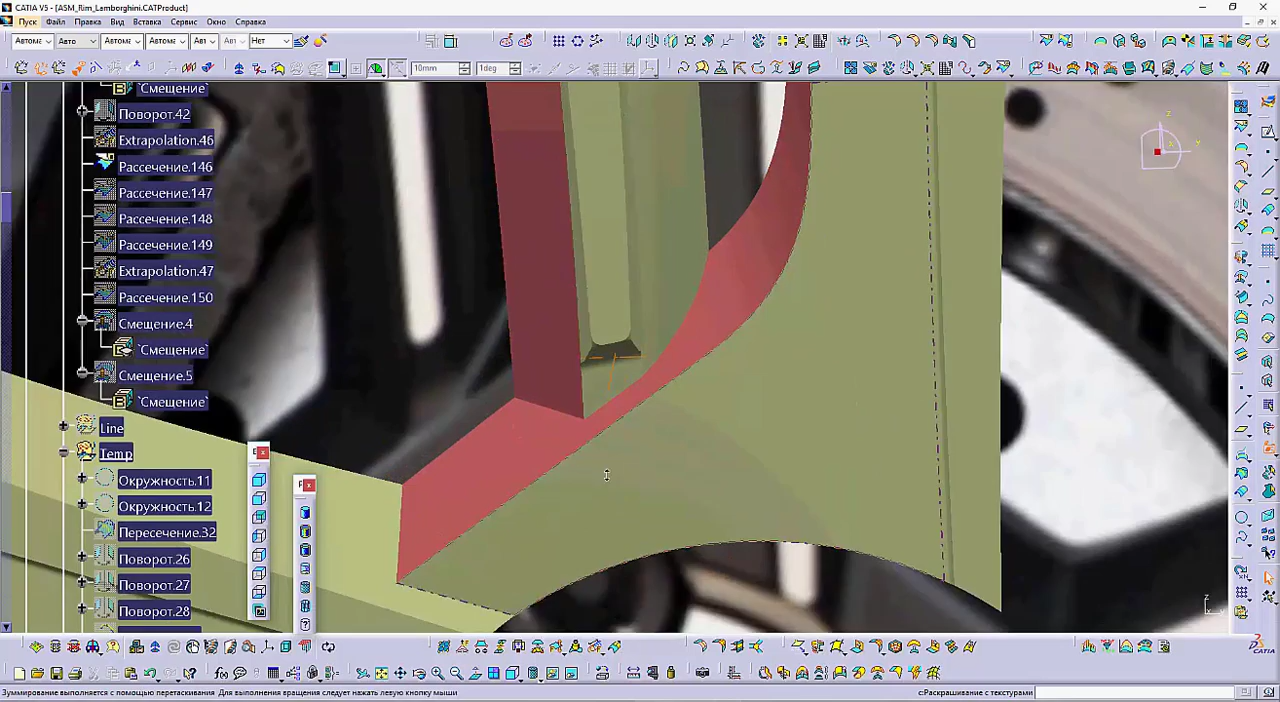 CATIA V5 - [ASM_Rim_Lamborghini.CATProduct]
Пуск Файл Правка Вид Вставка Сервис Окно Справка
Автома Авто Автома Автома Авт Ав Нет
10mm 1deg
`Смещение`
Поворот.42
Extrapolation.46
Рассечение.146
Рассечение.147
Рассечение.148
Рассечение.149
Extrapolation.47
Рассечение.150
Смещение.4
`Смещение`
Смещение.5
`Смещение`
Line
Temp
Окружность.11
Окружность.12
Пересечение.32
Поворот.26
Поворот.27
Поворот.28
z
y
z
x
CATIA
Зуммирование выполняется с помощью перетаскивания Для выполнения вращения следует нажать левую кнопку мыши
c:Раскрашивание с текстурами